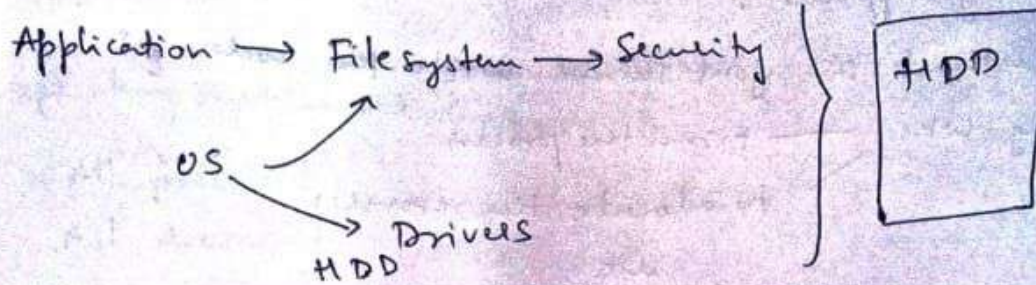 Application → Filesystem → Security
HDD
OS
Drivers
HDD